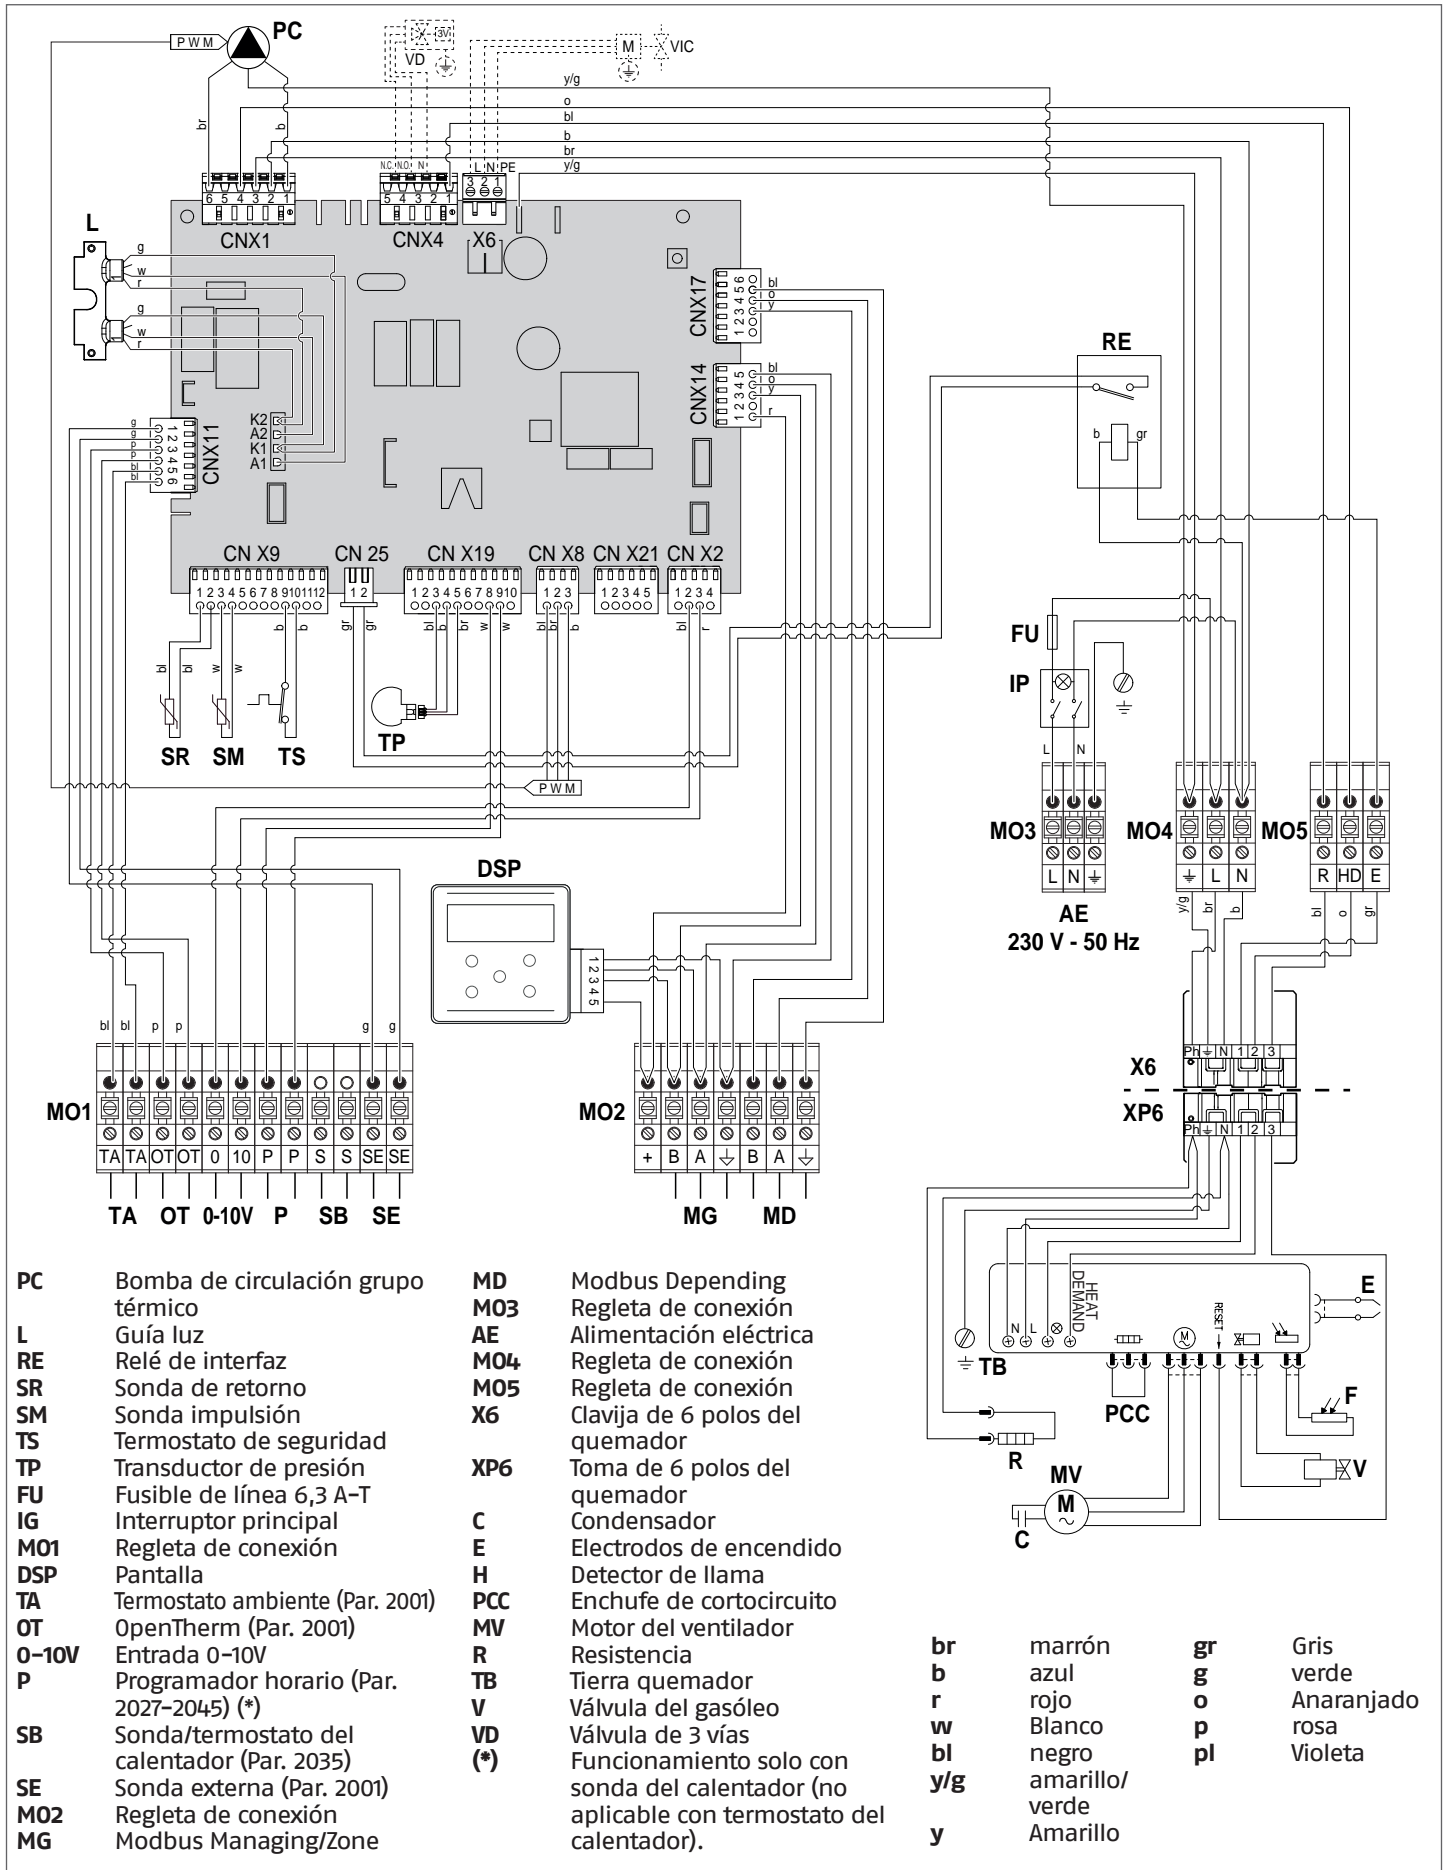 PC
P W M
3V
VD
M
VIC
y/g
o
bl
b
br
y/g
br
b
N.C. N.O. N
L N PE
6 5 4 3 2 1
5 4 3 2 1
3 2 1
CNX1
CNX4
X6
L
g
w
r
g
w
r
CNX17
1 2 3 4 5 6
bl
o
y
CNX14
1 2 3 4 5
bl
o
y
r
RE
b
gr
K2
A2
K1
A1
CNX11
1 2 3 4 5 6
g
g
p
p
bl
bl
CN X9
CN 25
CN X19
CN X8
CN X21
CN X2
1 2 3 4 5 6 7 8 9 10 11 12
1 2
1 2 3 4 5 6 7 8 9 10
1 2 3
1 2 3 4 5
1 2 3 4
b
b
gr
gr
bl
b
br
w
w
bl
br
b
bl
r
bl
bl
w
w
SR
SM
TS
TP
P W M
FU
IP
L
N
MO3
MO4
MO5
L N
L N
R HD E
AE
230 V - 50 Hz
y/g
br
b
bl
o
gr
DSP
1 2 3 4 5
bl
bl
p
p
g
g
MO1
TA TA OT OT 0 10 P P S S SE SE
TA OT 0-10V P SB SE
MO2
+ B A B A
MG MD
X6
Ph N 1 2 3
XP6
Ph N 1 2 3
HEAT DEMAND
N L
RESET
M
E
TB
PCC
F
R
MV
M
C
V
PC Bomba de circulación grupo
térmico
L Guía luz
RE Relé de interfaz
SR Sonda de retorno
SM Sonda impulsión
TS Termostato de seguridad
TP Transductor de presión
FU Fusible de línea 6,3 A-T
IG Interruptor principal
MO1 Regleta de conexión
DSP Pantalla
TA Termostato ambiente (Par. 2001)
OT OpenTherm (Par. 2001)
0-10V Entrada 0-10V
P Programador horario (Par.
2027-2045) (*)
SB Sonda/termostato del
calentador (Par. 2035)
SE Sonda externa (Par. 2001)
MO2 Regleta de conexión
MG Modbus Managing/Zone
MD Modbus Depending
MO3 Regleta de conexión
AE Alimentación eléctrica
MO4 Regleta de conexión
MO5 Regleta de conexión
X6 Clavija de 6 polos del
quemador
XP6 Toma de 6 polos del
quemador
C Condensador
E Electrodos de encendido
H Detector de llama
PCC Enchufe de cortocircuito
MV Motor del ventilador
R Resistencia
TB Tierra quemador
V Válvula del gasóleo
VD Válvula de 3 vías
(*) Funcionamiento solo con
sonda del calentador (no
aplicable con termostato del
calentador).
br marrón
b azul
r rojo
w Blanco
bl negro
y/g amarillo/
verde
y Amarillo
gr Gris
g verde
o Anaranjado
p rosa
pl Violeta